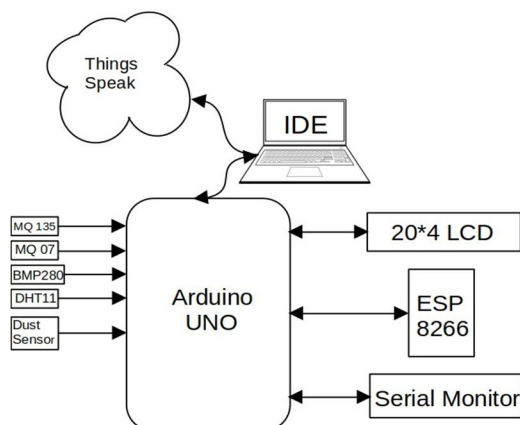 Things
Speak
IDE
MQ 135
MQ 07
BMP280
DHT11
Dust
Sensor
Arduino
UNO
20*4 LCD
ESP
8266
Serial Monitor